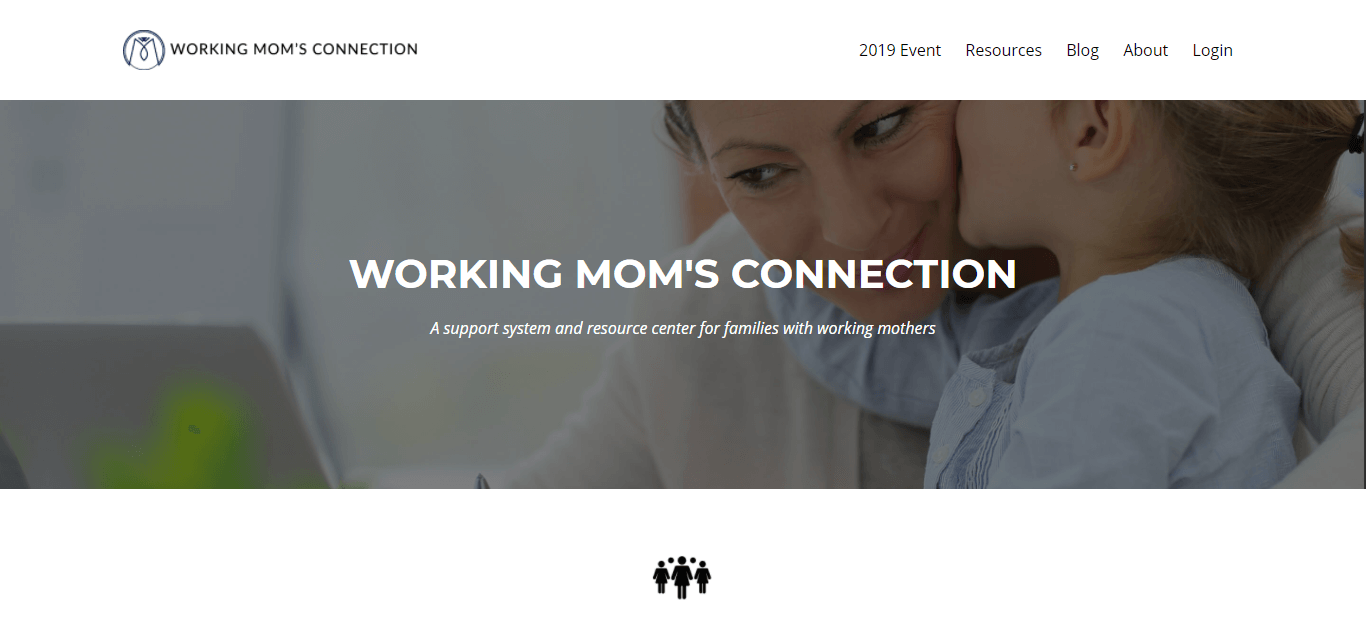 WORKING MOM'S CONNECTION
2019 Event Resources Blog About Login
WORKING MOM'S CONNECTION
A support system and resource center for families with working mothers